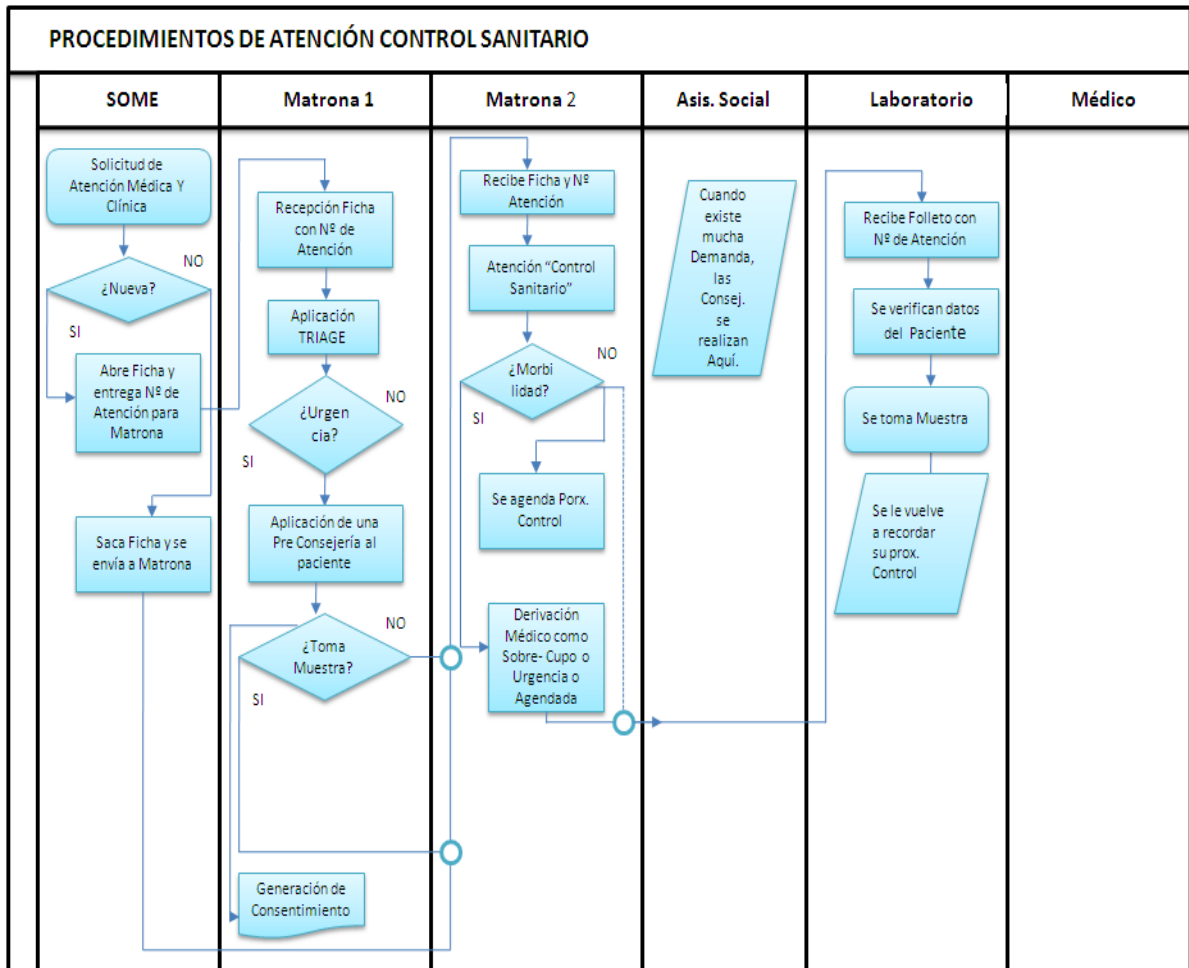 PROCEDIMIENTOS DE ATENCIÓN CONTROL SANITARIO
SOME
Matrona 1
Matrona 2
Asis. Social
Laboratorio
Médico
Solicitud de
Atención Médica Y
Clínica
NO
¿Nueva?
SI
Abre Ficha y
entrega Nº de
Atención para
Matrona
Saca Ficha y se
envía a Matrona
Recepción Ficha
con Nº de
Atención
Aplicación
TRIAGE
NO
¿Urgen
cia?
SI
Aplicación de una
Pre Consejería al
paciente
NO
¿Toma
Muestra?
SI
Generación de
Consentimiento
Recibe Ficha y Nº
Atención
Atención "Control
Sanitario"
NO
¿Morbi
lidad?
SI
Se agenda Porx.
Control
Derivación
Médico como
Sobre- Cupo o
Urgencia o
Agendada
Cuando
existe
mucha
Demanda,
las
Consej.
se
realizan
Aquí.
Recibe Folleto con
Nº de Atención
Se verifican datos
del Paciente
Se toma Muestra
Se le vuelve
a recordar
su prox.
Control